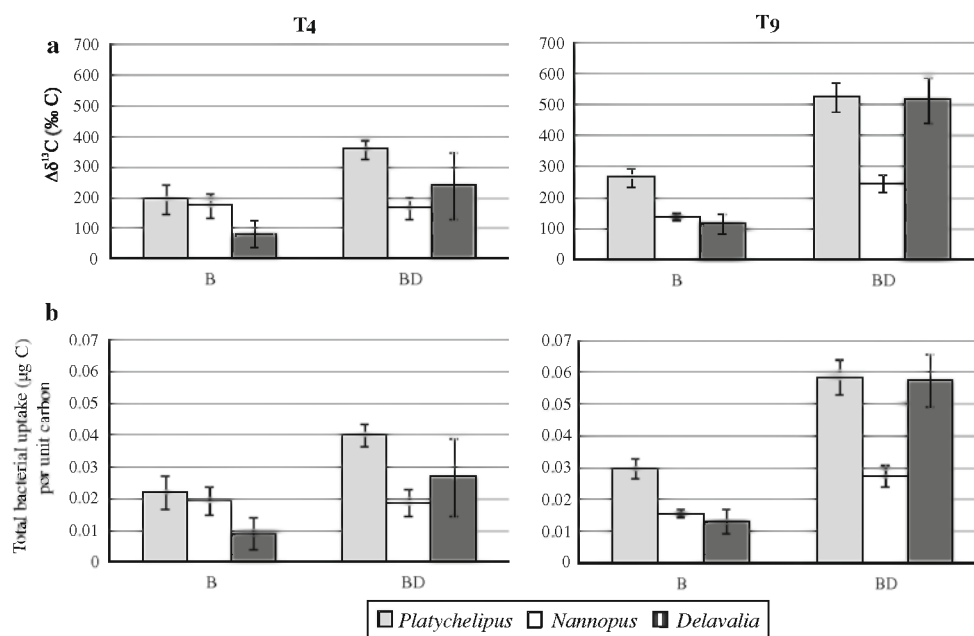 T4
T9
a
Δδ¹³C (‰ C)
700
600
500
400
300
200
100
0
B
BD
700
600
500
400
300
200
100
0
B
BD
b
Total bacterial uptake (µg C)
per unit carbon
0.07
0.06
0.05
0.04
0.03
0.02
0.01
0
B
BD
0.07
0.06
0.05
0.04
0.03
0.02
0.01
0
B
BD
Platychelipus Nannopus Delavalia